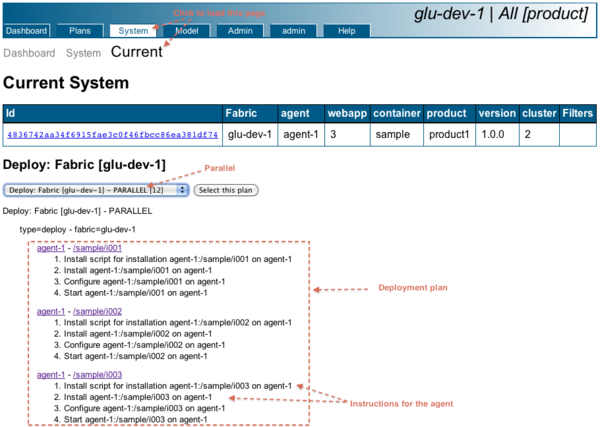 glu-dev-1 | All [product]
Dashboard Plans System Model Admin admin Help
Dashboard System Current
Current System
Id Fabric agent webapp container product version cluster Filters
4836742aa34f6915fae3c0f46fbcc86ea381df74 glu-dev-1 agent-1 3 sample product1 1.0.0 2
Deploy: Fabric [glu-dev-1]
Parallel
Deploy: Fabric [glu-dev-1] - PARALLEL [12] Select this plan
Deploy: Fabric [glu-dev-1] - PARALLEL
type=deploy - fabric=glu-dev-1
agent-1 - /sample/i001
1. Install script for installation agent-1:/sample/i001 on agent-1
2. Install agent-1:/sample/i001 on agent-1
3. Configure agent-1:/sample/i001 on agent-1
4. Start agent-1:/sample/i001 on agent-1
Deployment plan
agent-1 - /sample/i002
1. Install script for installation agent-1:/sample/i002 on agent-1
2. Install agent-1:/sample/i002 on agent-1
3. Configure agent-1:/sample/i002 on agent-1
4. Start agent-1:/sample/i002 on agent-1
agent-1 - /sample/i003
1. Install script for installation agent-1:/sample/i003 on agent-1
2. Install agent-1:/sample/i003 on agent-1
3. Configure agent-1:/sample/i003 on agent-1
4. Start agent-1:/sample/i003 on agent-1
Instructions for the agent